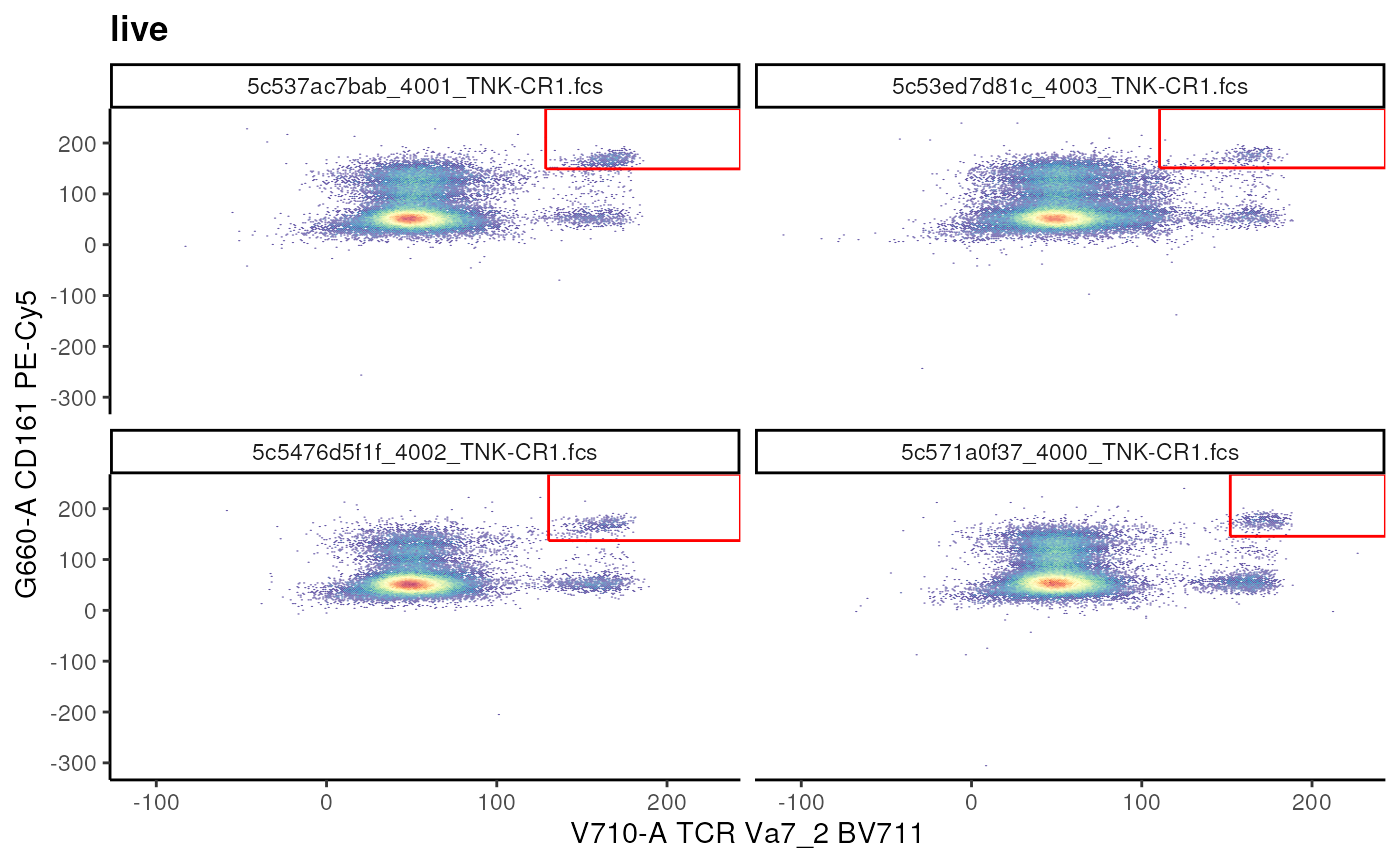 live
5c537ac7bab_4001_TNK-CR1.fcs
5c53ed7d81c_4003_TNK-CR1.fcs
200
100
0
-100
-200
-300
G660-A CD161 PE-Cy5
5c5476d5f1f_4002_TNK-CR1.fcs
5c571a0f37_4000_TNK-CR1.fcs
200
100
0
-100
-200
-300
-100 0 100 200
-100 0 100 200
V710-A TCR Va7_2 BV711